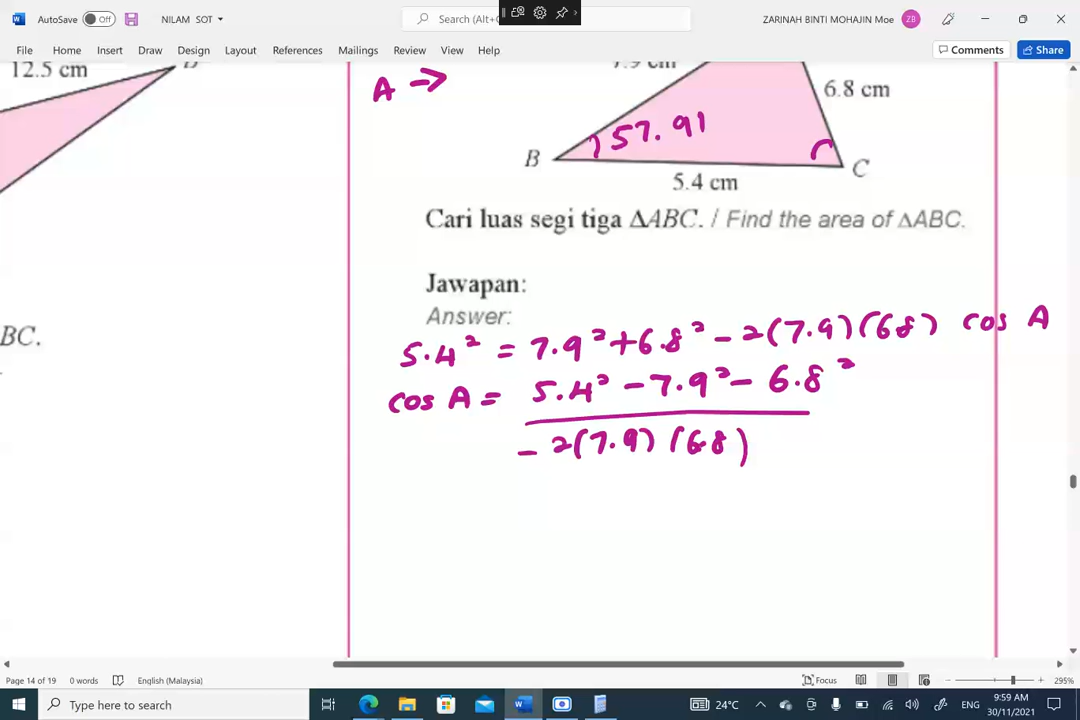 AutoSave Off NILAM SOT Search (Alt+ ZARINAH BINTI MOHAJIN Moe ZB
File Home Insert Draw Design Layout References Mailings Review View Help Comments Share
12.5 cm
A →
7.9 cm
6.8 cm
57.91
B
C
5.4 cm
Cari luas segi tiga ΔABC. / Find the area of ΔABC.
Jawapan:
Answer:
BC.
5.4² = 7.9² + 6.8² - 2(7.9)(6.8) cos A
cos A = 5.4² - 7.9² - 6.8²
- 2(7.9)(6.8)
Page 14 of 19 0 words English (Malaysia) Focus 295%
Type here to search 24°C ENG 9:59 AM
30/11/2021